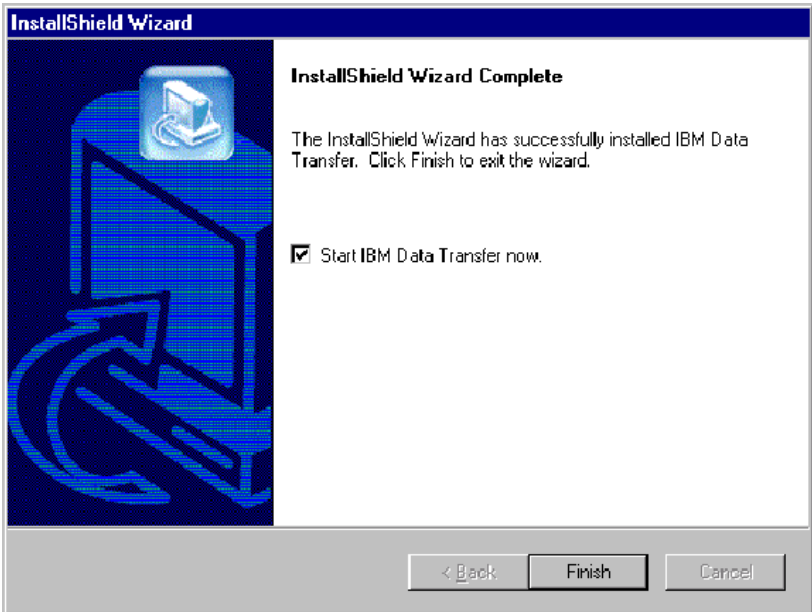 InstallShield Wizard
InstallShield Wizard Complete
The InstallShield Wizard has successfully installed IBM Data
Transfer. Click Finish to exit the wizard.
Start IBM Data Transfer now.
< Back
Finish
Cancel